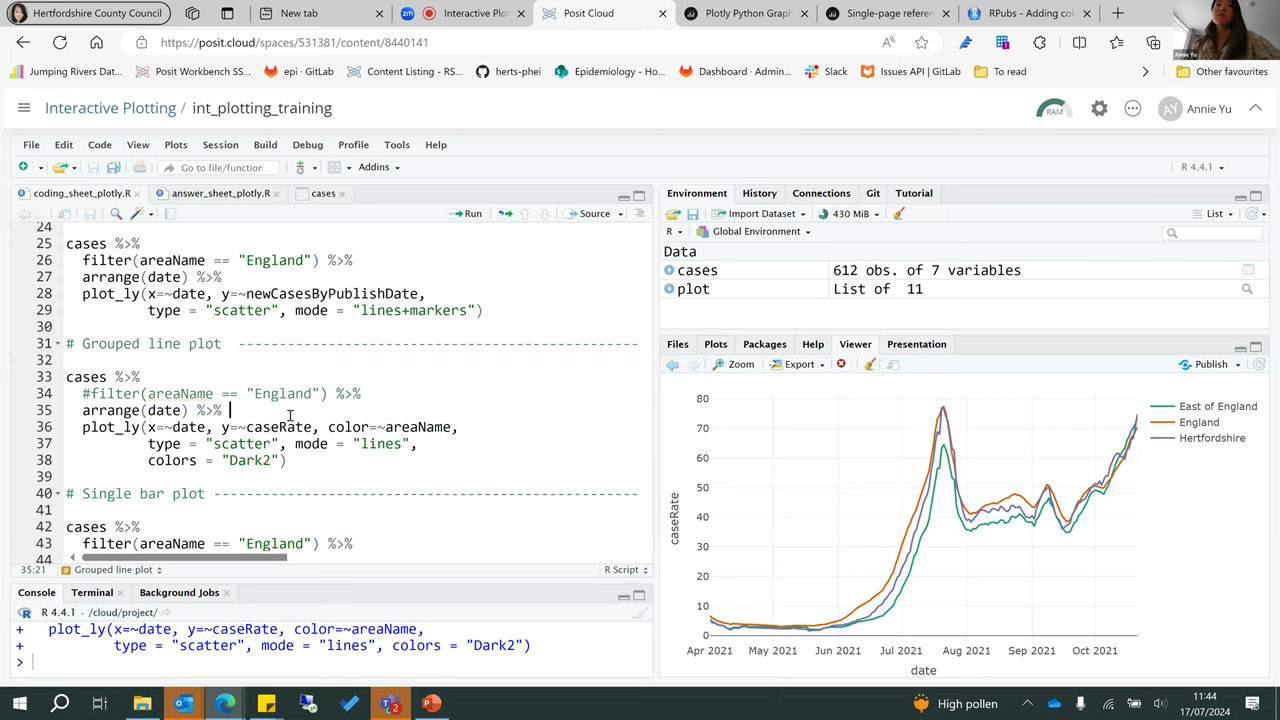 Hertfordshire County Council
New tab
Interactive Plo
Posit Cloud
Plotly Python Grap
Single-page refere
RPubs - Adding co
https://posit.cloud/spaces/531381/content/8440141
Annie Yu
Jumping Rivers Dat...
Posit Workbench SS...
epi · GitLab
Content Listing - RS...
herts-phei
Epidemiology - Ho...
Dashboard · Admin...
Slack
Issues API | GitLab
To read
Other favourites
Interactive Plotting / int_plotting_training
RAM
AY Annie Yu
File Edit Code View Plots Session Build Debug Profile Tools Help
Go to file/function
Addins
R 4.4.1
coding_sheet_plotly.R
answer_sheet_plotly.R
cases
Run
Source
24
25 cases %>%
26 filter(areaName == "England") %>%
27 arrange(date) %>%
28 plot_ly(x=~date, y=~newCasesByPublishDate,
29 type = "scatter", mode = "lines+markers")
30
31 # Grouped line plot -------------------------------------------------
32
33 cases %>%
34 #filter(areaName == "England") %>%
35 arrange(date) %>%
36 plot_ly(x=~date, y=~caseRate, color=~areaName,
37 type = "scatter", mode = "lines",
38 colors = "Dark2")
39
40 # Single bar plot ----------------------------------------------------
41
42 cases %>%
43 filter(areaName == "England") %>%
44
35:21
# Grouped line plot
R Script
Console Terminal Background Jobs
R 4.4.1 · /cloud/project/
+ plot_ly(x=~date, y=~caseRate, color=~areaName,
+ type = "scatter", mode = "lines", colors = "Dark2")
>
Environment History Connections Git Tutorial
Import Dataset
430 MiB
List
R
Global Environment
Data
cases 612 obs. of 7 variables
plot List of 11
Files Plots Packages Help Viewer Presentation
Zoom
Export
Publish
80
70
60
50
40
30
20
10
0
caseRate
Apr 2021 May 2021 Jun 2021 Jul 2021 Aug 2021 Sep 2021 Oct 2021
date
East of England
England
Hertfordshire
2
High pollen
11:44
17/07/2024